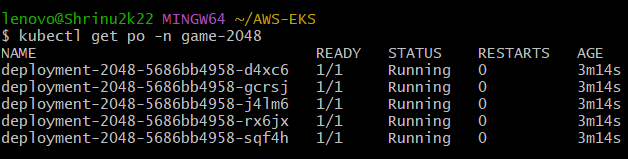 lenovo@Shrinu2k22 MINGW64 ~/AWS-EKS
$ kubectl get po -n game-2048
NAME READY STATUS RESTARTS AGE
deployment-2048-5686bb4958-d4xc6 1/1 Running 0 3m14s
deployment-2048-5686bb4958-gcrsj 1/1 Running 0 3m14s
deployment-2048-5686bb4958-j4lm6 1/1 Running 0 3m14s
deployment-2048-5686bb4958-rx6jx 1/1 Running 0 3m14s
deployment-2048-5686bb4958-sqf4h 1/1 Running 0 3m14s